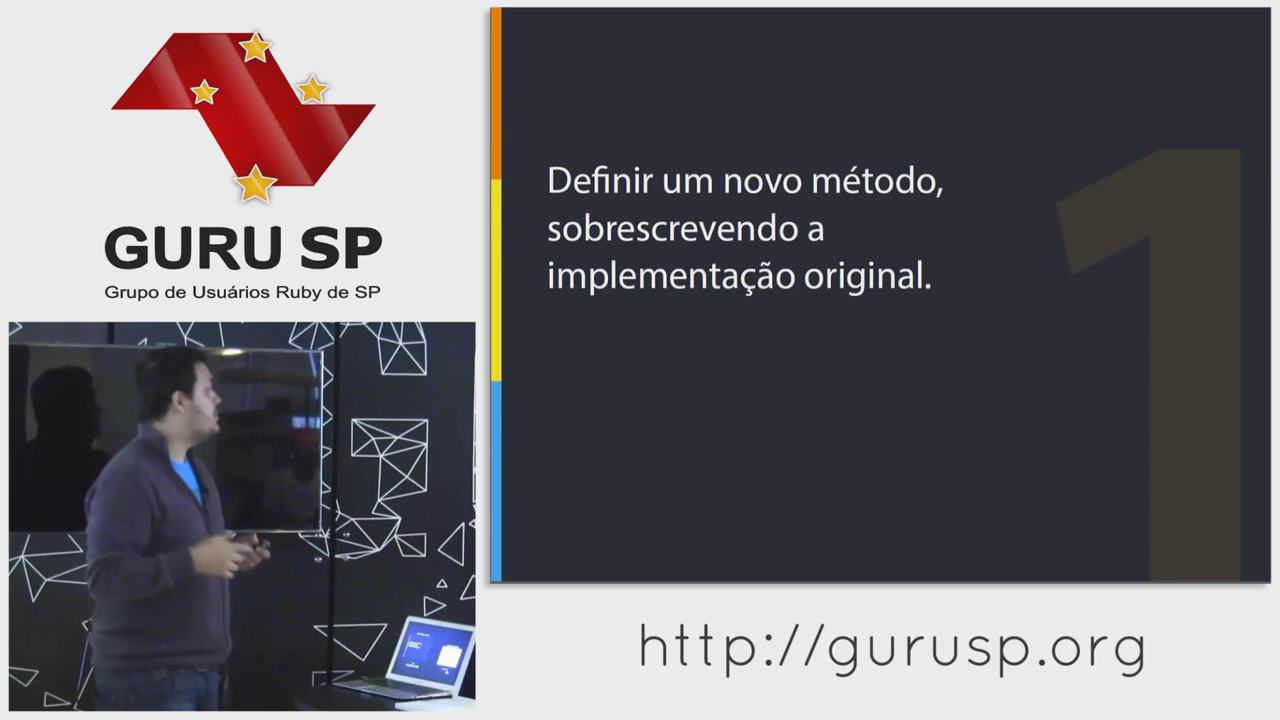 GURU SP
Grupo de Usuários Ruby de SP
Definir um novo método,
sobrescrevendo a
implementação original.
1
http://gurusp.org